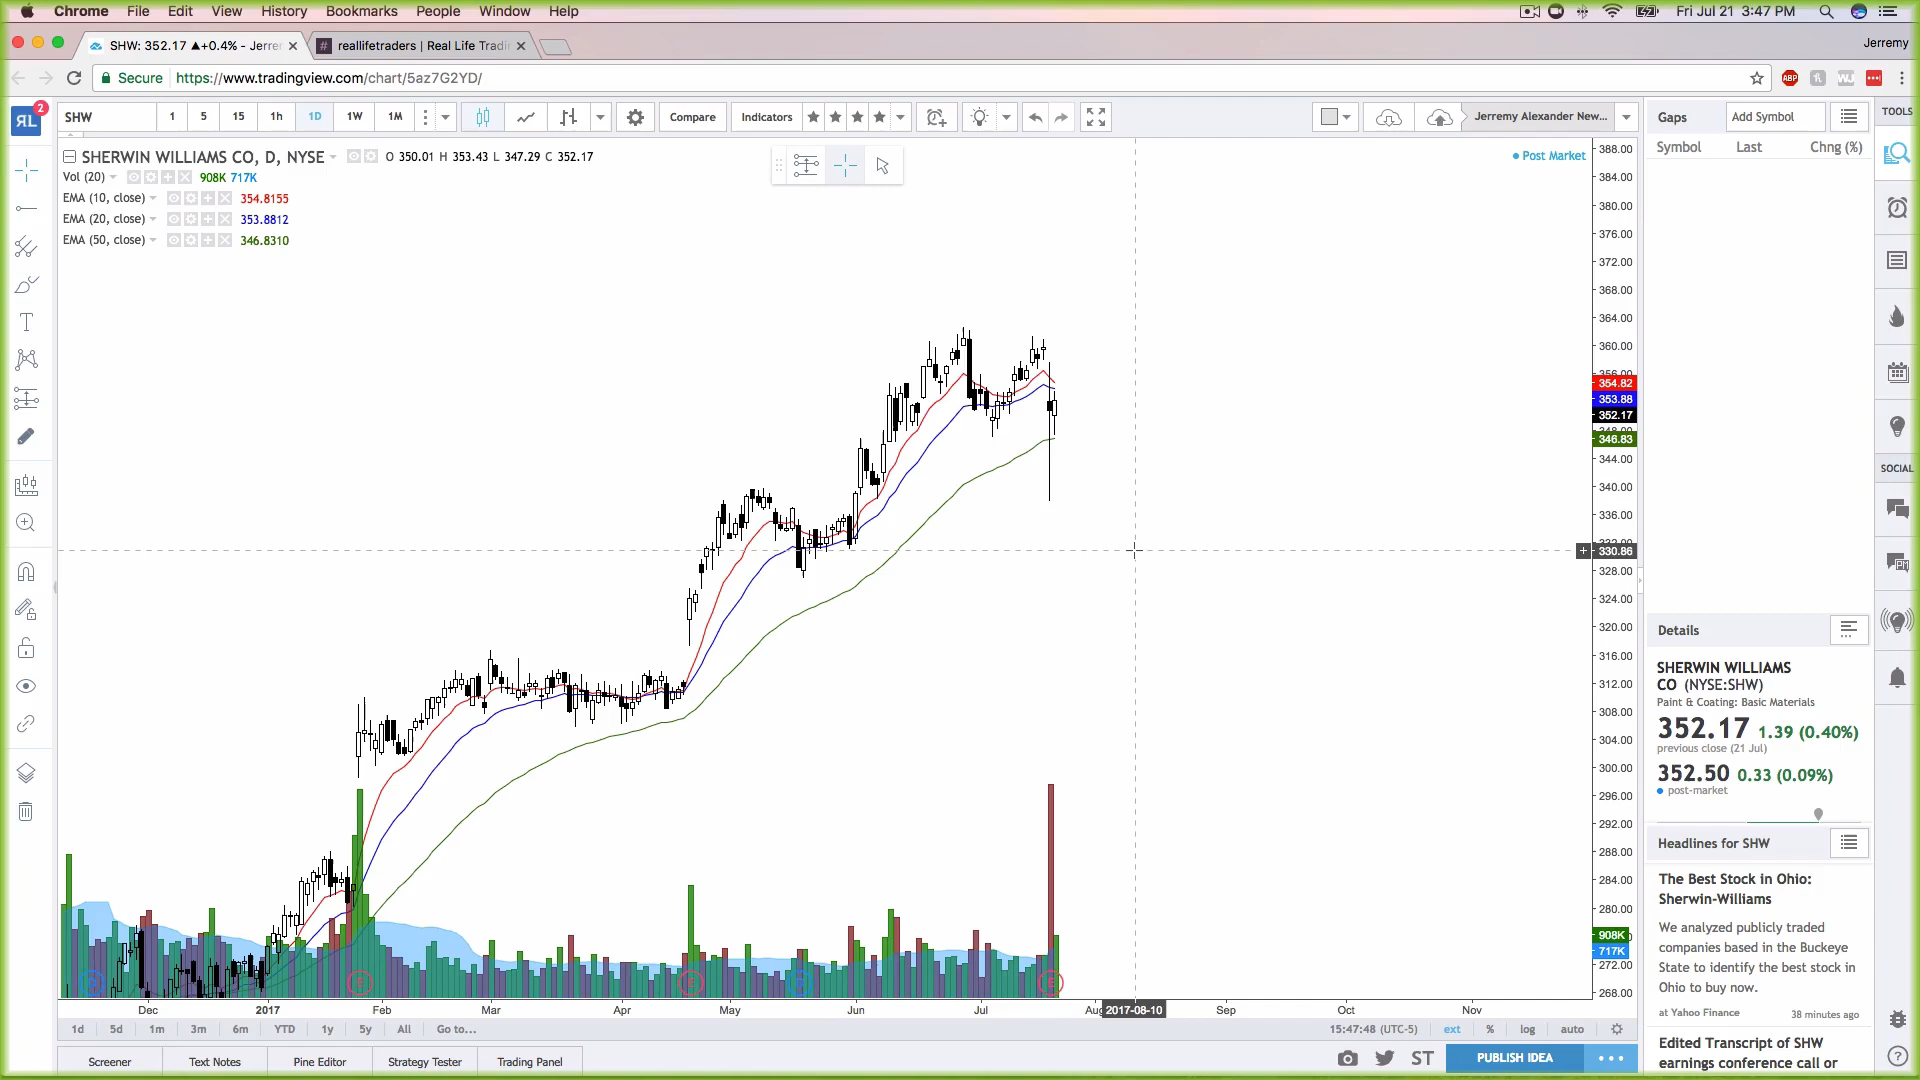 Chrome File Edit View History Bookmarks People Window Help
Fri Jul 21 3:47 PM
SHW: 352.17 ▲+0.4% - Jerre
reallifetraders | Real Life Tradi
Jerremy
Secure https://www.tradingview.com/chart/5az7G2YD/
ABP
2
SHW 1 5 15 1h 1D 1W 1M Compare Indicators Jerremy Alexander New...
Gaps Add Symbol
TOOLS
Symbol Last Chng (%)
SHERWIN WILLIAMS CO, D, NYSE O 350.01 H 353.43 L 347.29 C 352.17
Post Market
Vol (20) 908K 717K
EMA (10, close) 354.8155
EMA (20, close) 353.8812
EMA (50, close) 346.8310
388.00
384.00
380.00
376.00
372.00
368.00
364.00
360.00
356.00
354.82
353.88
352.17
348.00
346.83
344.00
340.00
336.00
332.00
330.86
328.00
324.00
320.00
316.00
312.00
308.00
304.00
300.00
296.00
292.00
288.00
284.00
280.00
908K
717K
272.00
268.00
SOCIAL
Details
SHERWIN WILLIAMS
CO (NYSE:SHW)
Paint & Coating: Basic Materials
352.17 1.39 (0.40%)
previous close (21 Jul)
352.50 0.33 (0.09%)
post-market
Headlines for SHW
The Best Stock in Ohio:
Sherwin-Williams
We analyzed publicly traded
companies based in the Buckeye
State to identify the best stock in
Ohio to buy now.
at Yahoo Finance 38 minutes ago
Edited Transcript of SHW
earnings conference call or
Dec 2017 Feb Mar Apr May Jun Jul Aug 2017-08-10 Sep Oct Nov
1d 5d 1m 3m 6m YTD 1y 5y All Go to...
15:47:48 (UTC-5) ext % log auto
Screener Text Notes Pine Editor Strategy Tester Trading Panel
ST PUBLISH IDEA